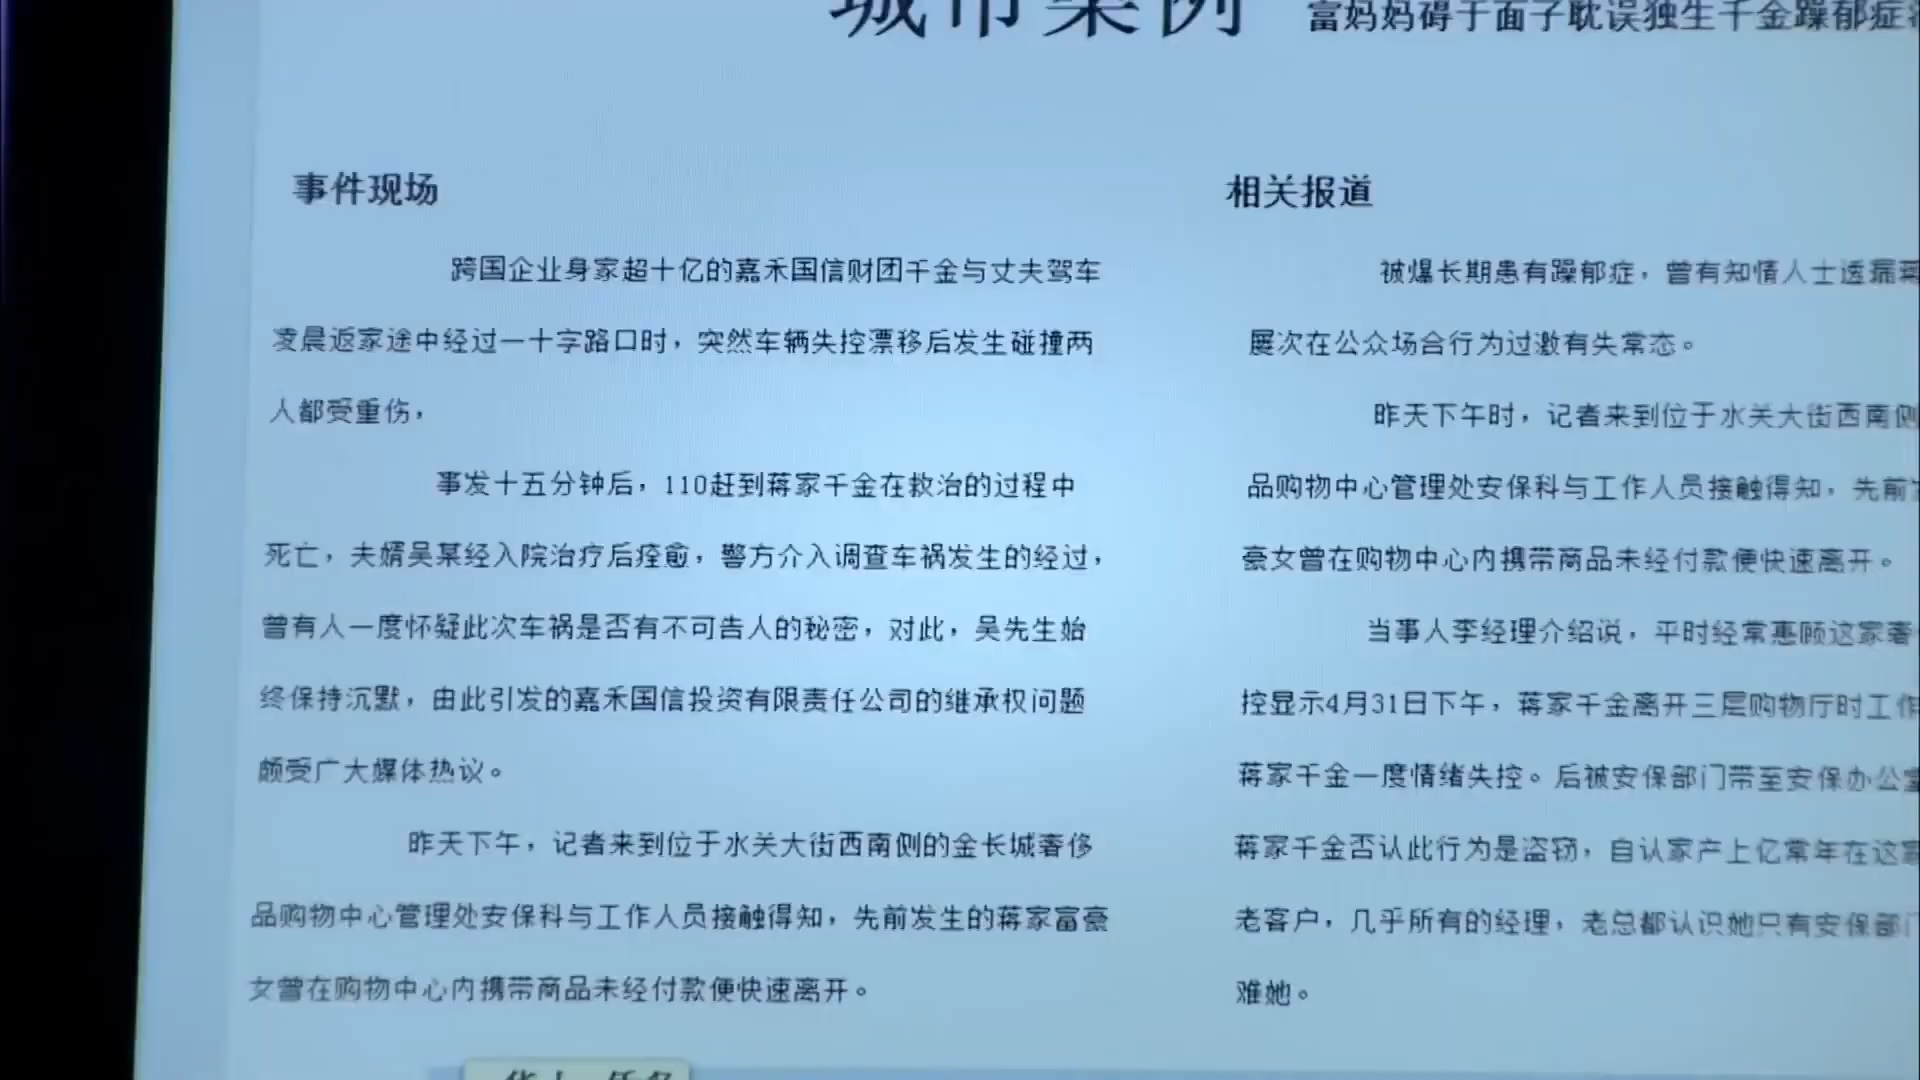 城市案例 富妈妈碍于面子耽误独生千金躁郁症
事件现场
跨国企业身家超十亿的嘉禾国信财团千金与丈夫驾车
凌晨返家途中经过一十字路口时，突然车辆失控漂移后发生碰撞两
人都受重伤，
事发十五分钟后，110赶到蒋家千金在救治的过程中
死亡，夫婿吴某经入院治疗后痊愈，警方介入调查车祸发生的经过，
曾有人一度怀疑此次车祸是否有不可告人的秘密，对此，吴先生始
终保持沉默，由此引发的嘉禾国信投资有限责任公司的继承权问题
颇受广大媒体热议。
昨天下午，记者来到位于水关大街西南侧的金长城奢侈
品购物中心管理处安保科与工作人员接触得知，先前发生的蒋家富豪
女曾在购物中心内携带商品未经付款便快速离开。
相关报道
被爆长期患有躁郁症，曾有知情人士透漏蒋
屡次在公众场合行为过激有失常态。
昨天下午时，记者来到位于水关大街西南侧
品购物中心管理处安保科与工作人员接触得知，先前
豪女曾在购物中心内携带商品未经付款便快速离开。
当事人李经理介绍说，平时经常惠顾这家奢
控显示4月31日下午，蒋家千金离开三层购物厅时工作
蒋家千金一度情绪失控。后被安保部门带至安保办公室
蒋家千金否认此行为是盗窃，自认家产上亿常年在这家
老客户，几乎所有的经理，老总都认识她只有安保部门
难她。